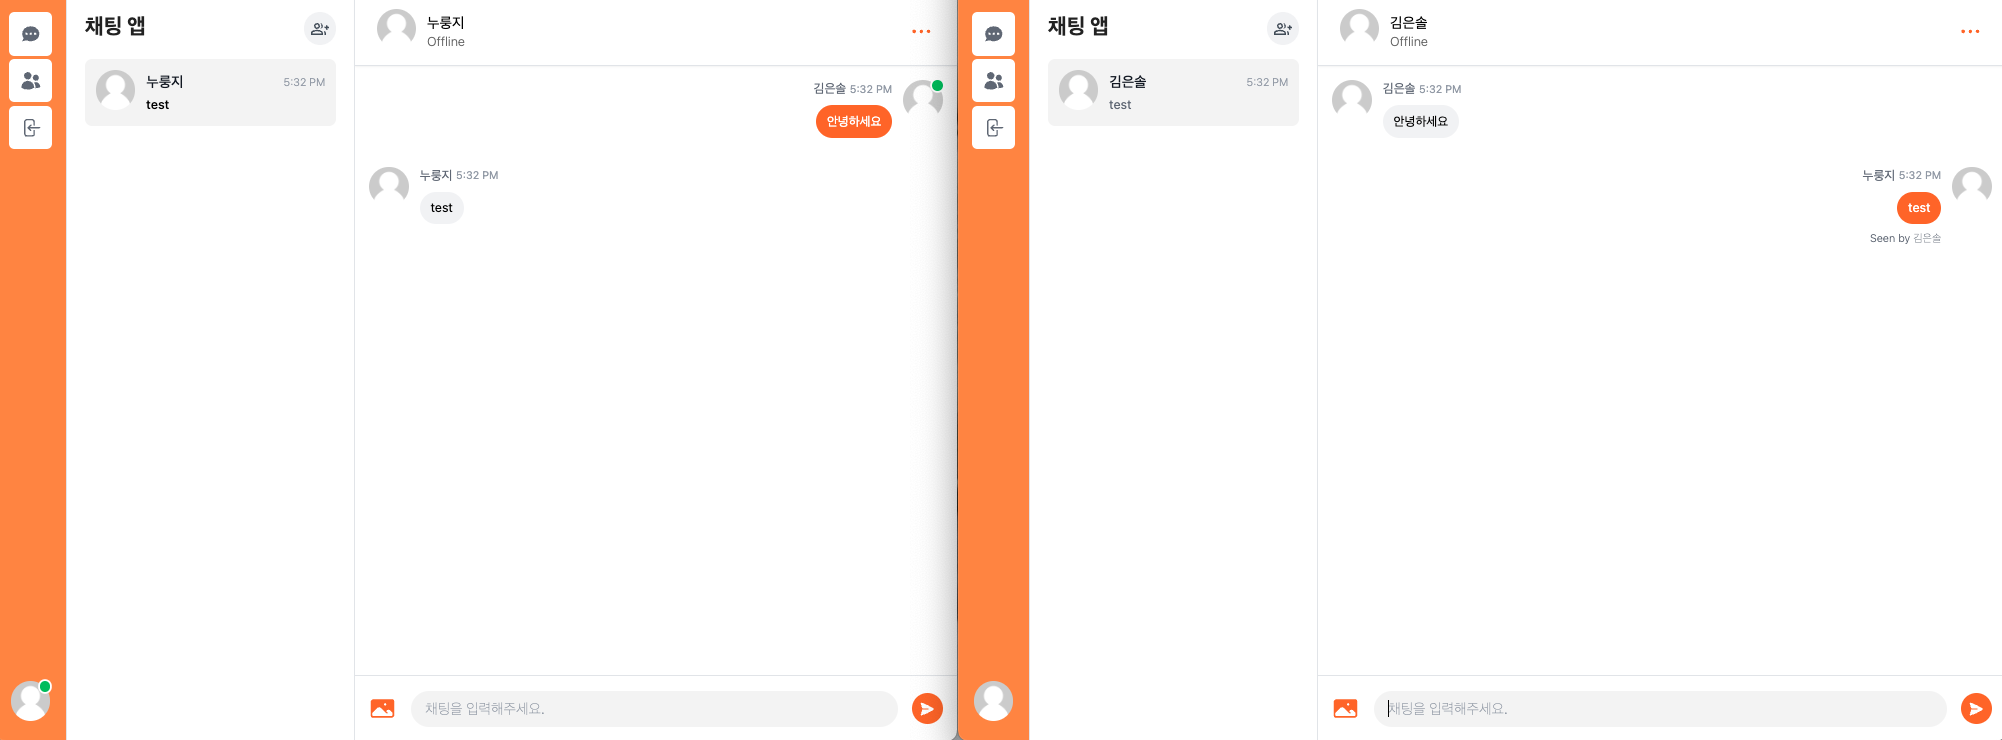 채팅 앱
누룽지 5:32 PM
test
누룽지
Offline
김은솔 5:32 PM
안녕하세요
누룽지 5:32 PM
test
채팅을 입력해주세요.
채팅 앱
김은솔 5:32 PM
test
김은솔
Offline
김은솔 5:32 PM
안녕하세요
누룽지 5:32 PM
test
Seen by 김은솔
채팅을 입력해주세요.